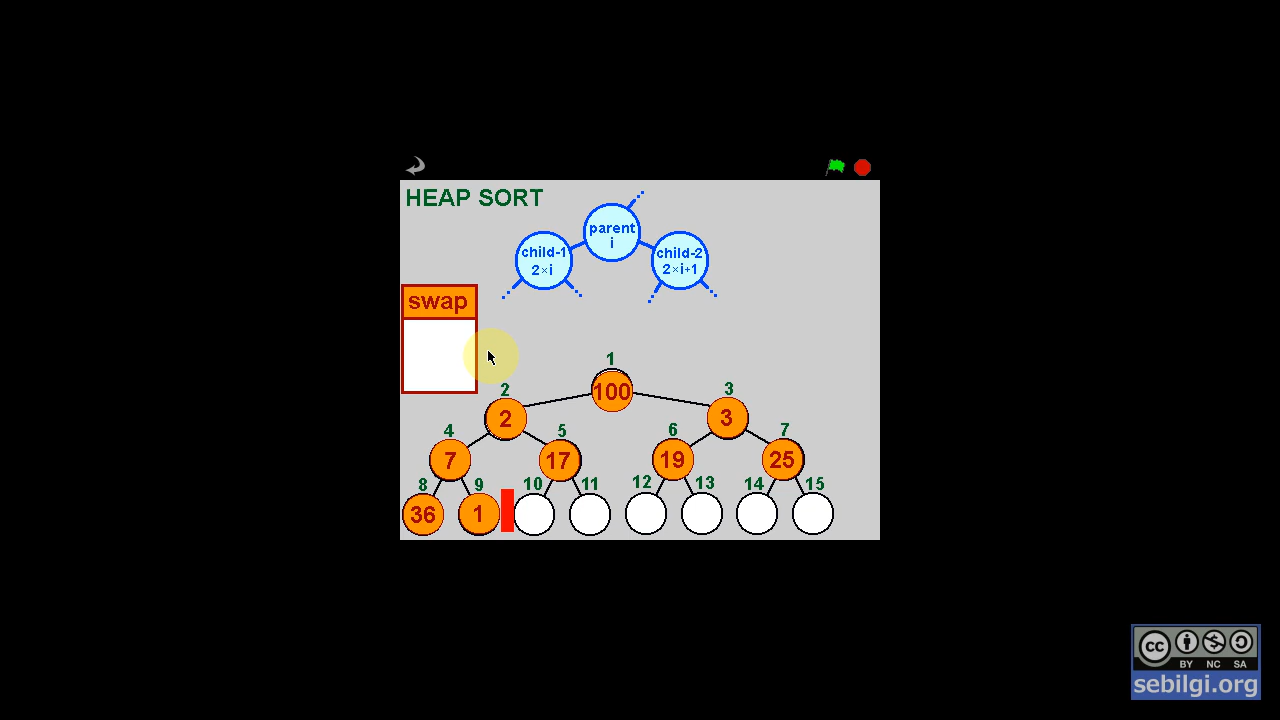 HEAP SORT
parent
i
child-1
2×i
child-2
2×i+1
swap
1
100
2
3
2
3
4
5
6
7
7
17
19
25
8
9
10
11
12
13
14
15
36
1
cc
BY NC SA
sebilgi.org